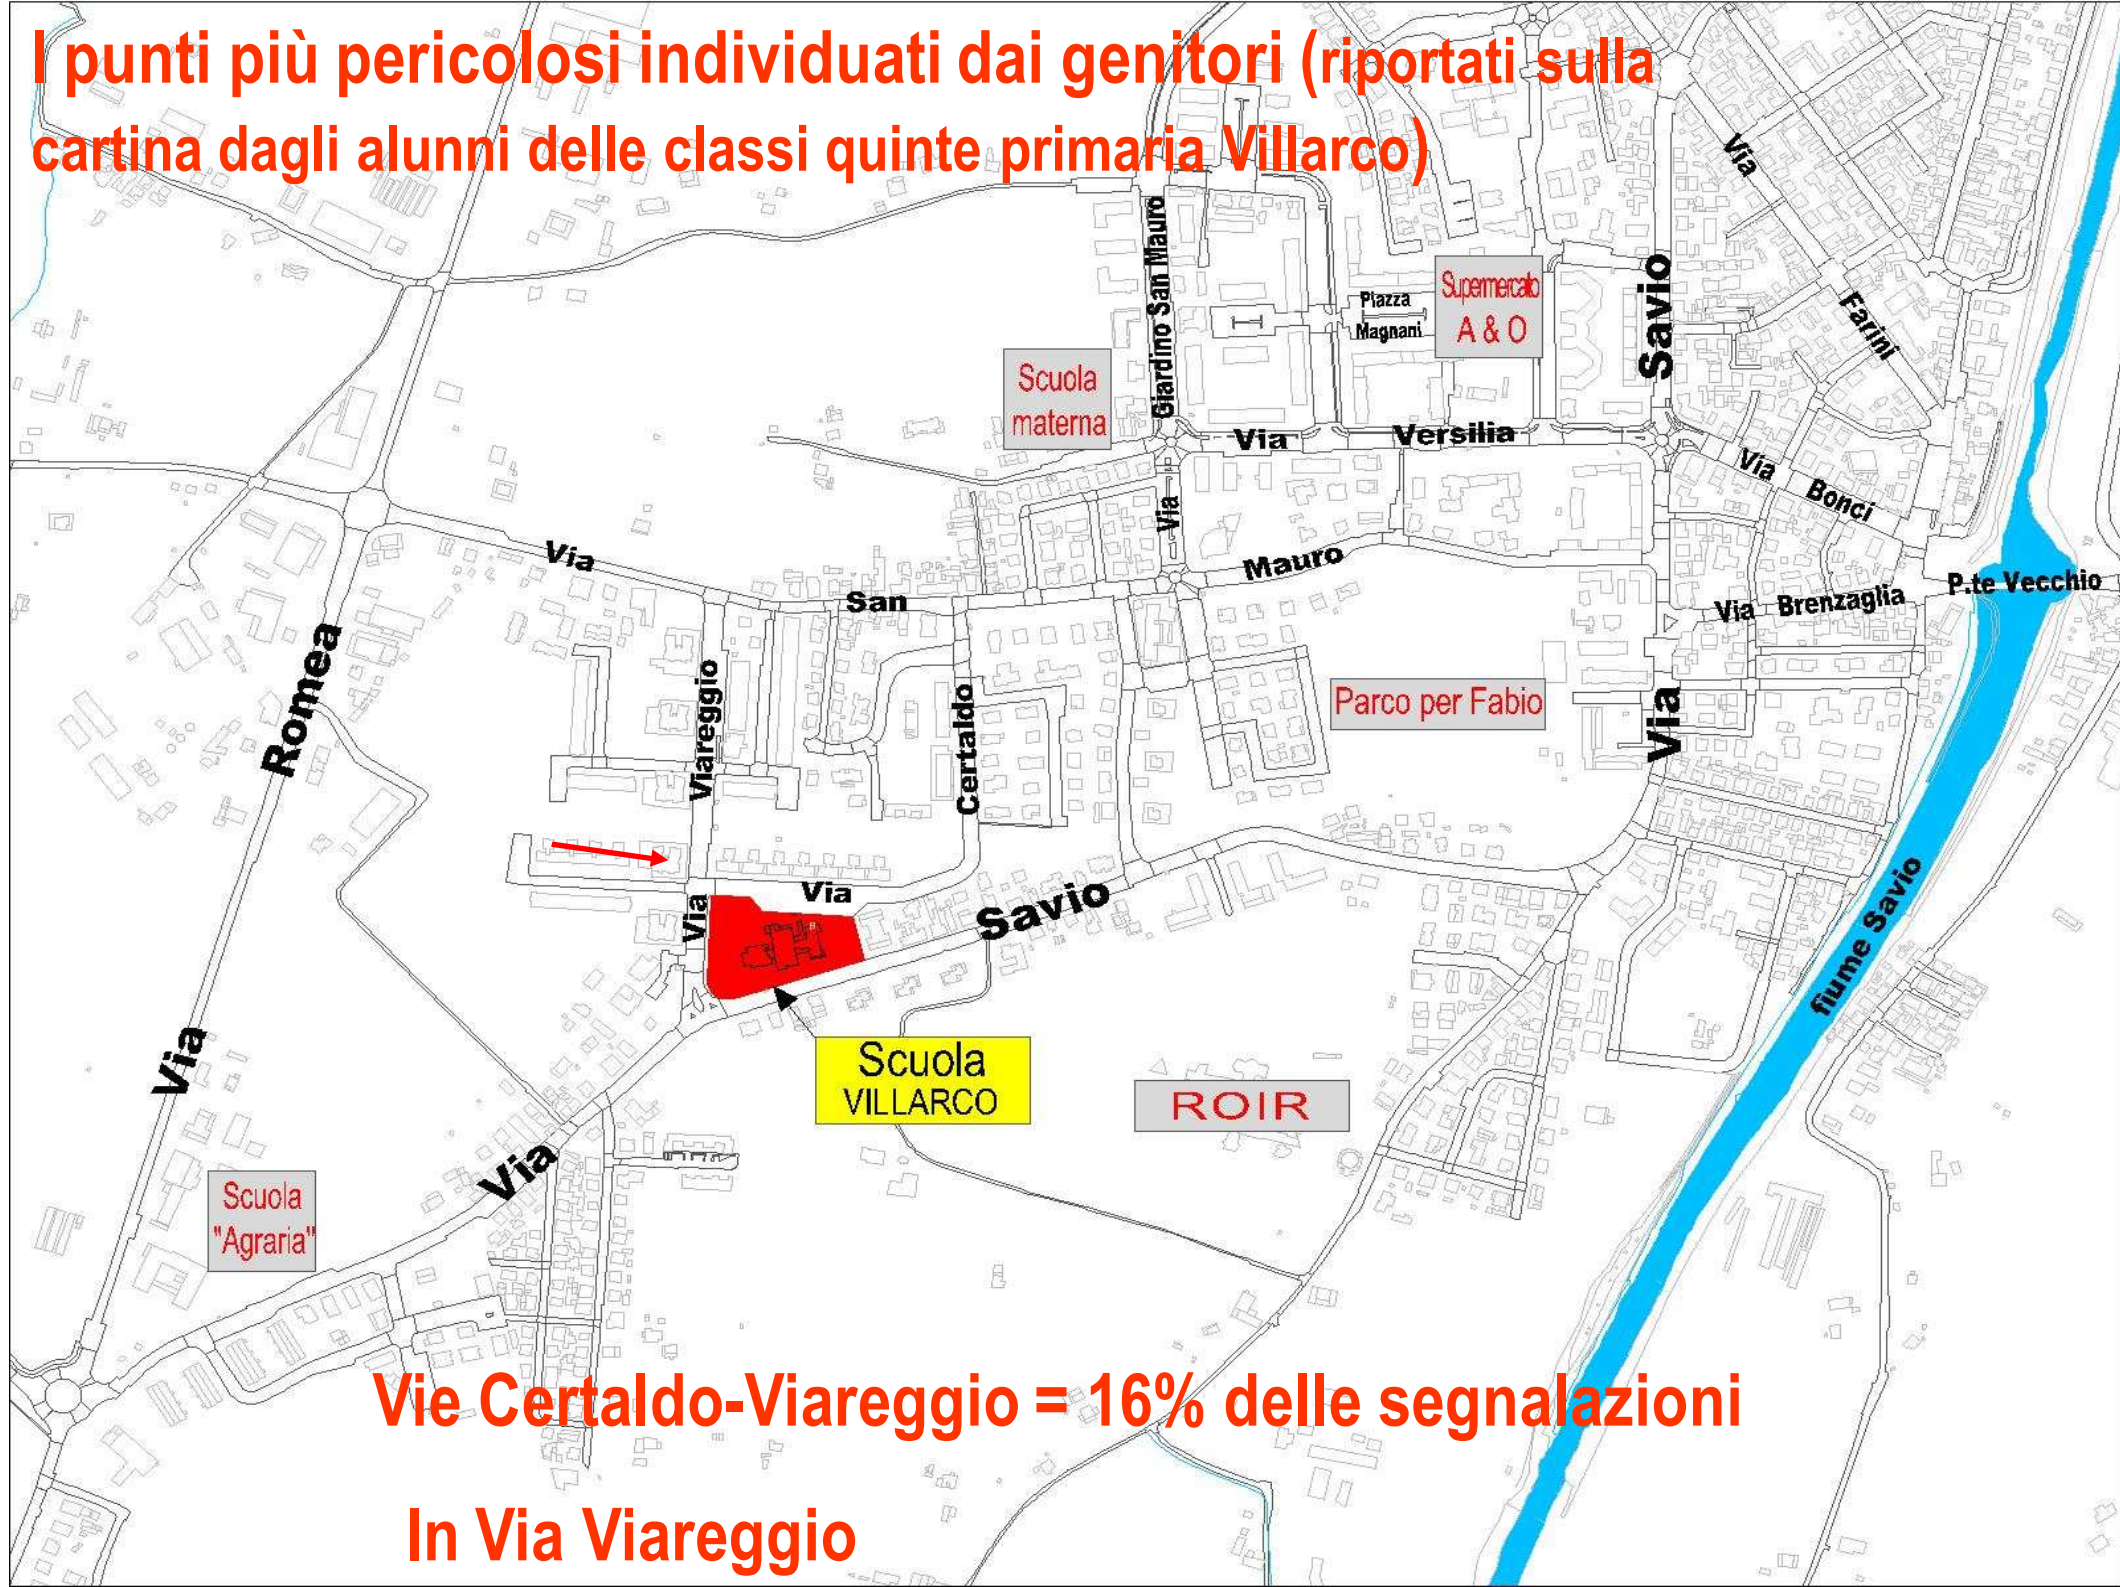 I punti più pericolosi individuati dai genitori (riportati sulla
cartina dagli alunni delle classi quinte primaria Villarco)
Via
Farini
Savio
Giardino San Mauro
Piazza
Magnani
Supermercato
A & O
Scuola
materna
Via Versilia
Via Bonci
Via
Via San Mauro
Via Brenzaglia
P.te Vecchio
Via Romea
Viareggio
Certaldo
Parco per Fabio
Via
Via
Via
Savio
fiume Savio
Scuola
VILLARCO
ROIR
Via
Scuola
"Agraria"
Vie Certaldo-Viareggio = 16% delle segnalazioni
In Via Viareggio